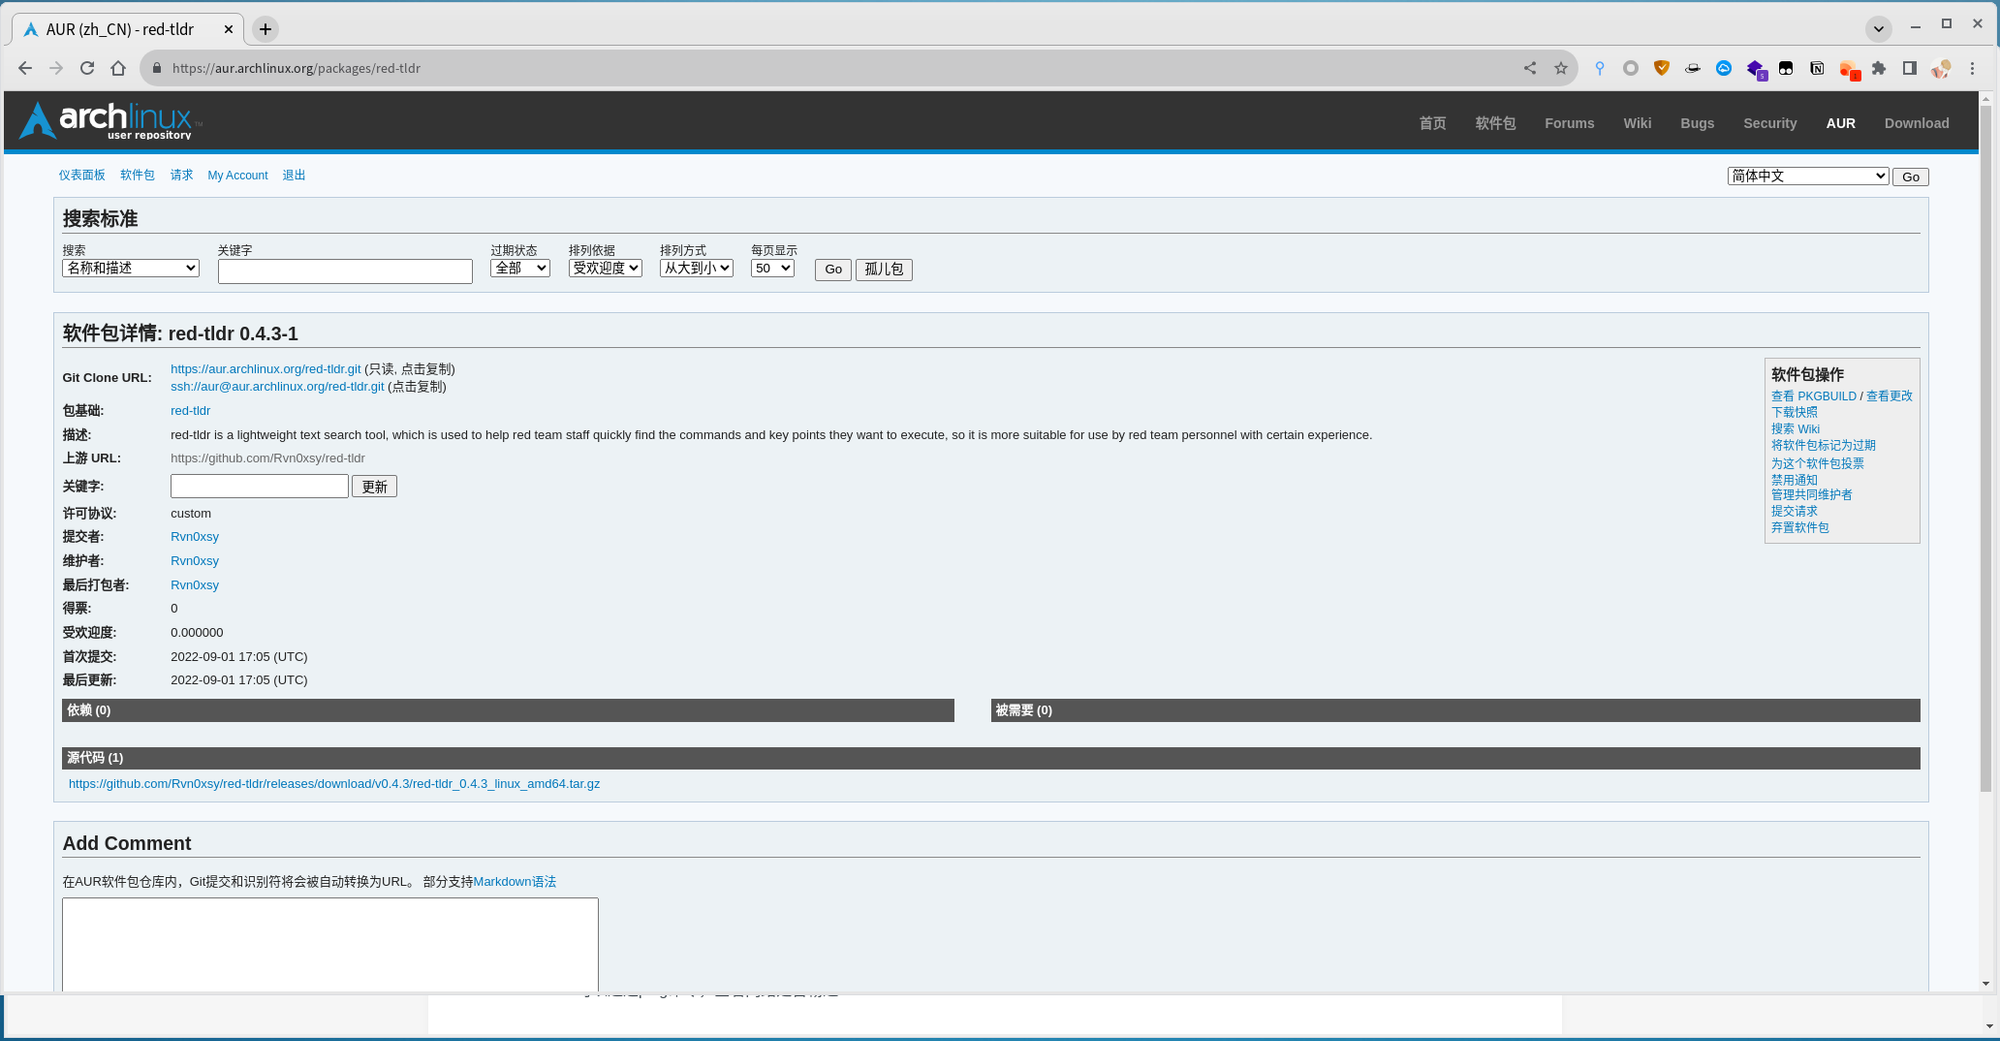 AUR (zh_CN) - red-tldr
https://aur.archlinux.org/packages/red-tldr
archlinux™
user repository
首页 软件包 Forums Wiki Bugs Security AUR Download
仪表面板 软件包 请求 My Account 退出
简体中文 Go
搜索标准
搜索 关键字 过期状态 排列依据 排列方式 每页显示
名称和描述 全部 受欢迎度 从大到小 50 Go 孤儿包
软件包详情: red-tldr 0.4.3-1
Git Clone URL: https://aur.archlinux.org/red-tldr.git (只读, 点击复制)
ssh://aur@aur.archlinux.org/red-tldr.git (点击复制)
包基础: red-tldr
描述: red-tldr is a lightweight text search tool, which is used to help red team staff quickly find the commands and key points they want to execute, so it is more suitable for use by red team personnel with certain experience.
上游 URL: https://github.com/Rvn0xsy/red-tldr
关键字: 更新
许可协议: custom
提交者: Rvn0xsy
维护者: Rvn0xsy
最后打包者: Rvn0xsy
得票: 0
受欢迎度: 0.000000
首次提交: 2022-09-01 17:05 (UTC)
最后更新: 2022-09-01 17:05 (UTC)
软件包操作
查看 PKGBUILD / 查看更改
下载快照
搜索 Wiki
将软件包标记为过期
为这个软件包投票
禁用通知
管理共同维护者
提交请求
弃置软件包
依赖 (0) 被需要 (0)
源代码 (1)
https://github.com/Rvn0xsy/red-tldr/releases/download/v0.4.3/red-tldr_0.4.3_linux_amd64.tar.gz
Add Comment
在AUR软件包仓库内，Git提交和识别符将会被自动转换为URL。 部分支持Markdown语法